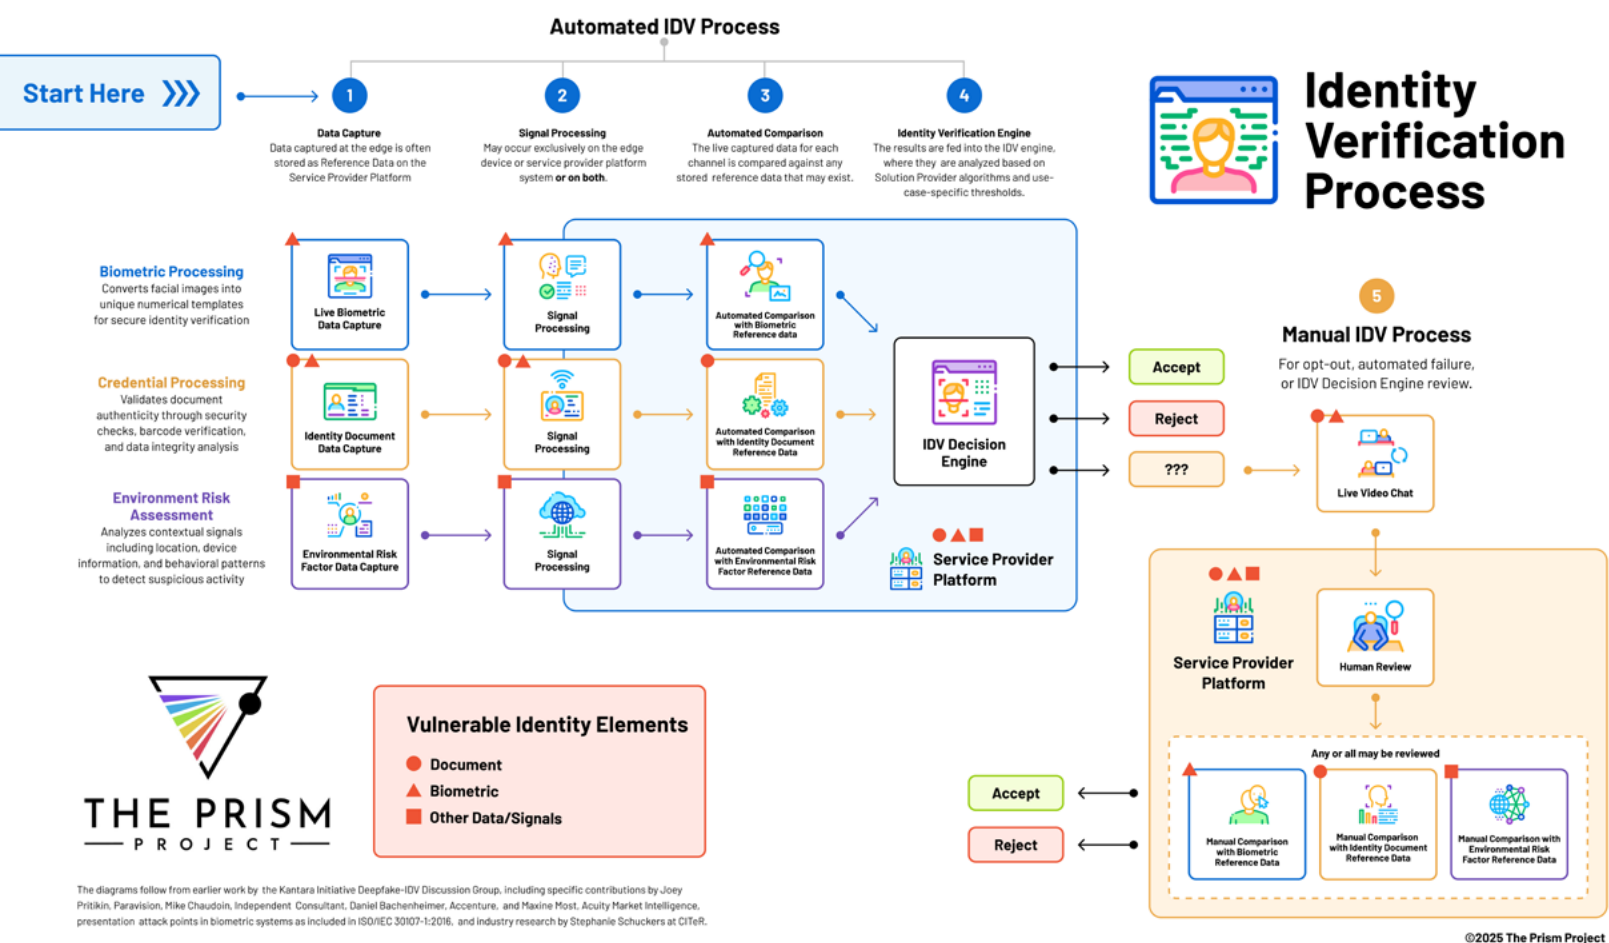 Automated IDV Process
Start Here
1
2
3
4
Data Capture
Data captured at the edge is often
stored as Reference Data on the
Service Provider Platform
Signal Processing
May occur exclusively on the edge
device or service provider platform
system or on both.
Automated Comparison
The live captured data for each
channel is compared against any
stored reference data that may exist.
Identity Verification Engine
The results are fed into the IDV engine,
where they are analyzed based on
Solution Provider algorithms and use-
case-specific thresholds.
Identity
Verification
Process
Biometric Processing
Converts facial images into
unique numerical templates
for secure identity verification
Live Biometric
Data Capture
Signal
Processing
Automated Comparison
with Biometric
Reference data
Credential Processing
Validates document
authenticity through security
checks, barcode verification,
and data integrity analysis
Identity Document
Data Capture
Signal
Processing
Automated Comparison
with Identity Document
Reference Data
Environment Risk
Assessment
Analyzes contextual signals
including location, device
information, and behavioral patterns
to detect suspicious activity
Environmental Risk
Factor Data Capture
Signal
Processing
Automated Comparison
with Environmental Risk
Factor Reference Data
IDV Decision
Engine
Service Provider
Platform
Accept
Reject
???
5
Manual IDV Process
For opt-out, automated failure,
or IDV Decision Engine review.
Live Video Chat
Service Provider
Platform
Human Review
Any or all may be reviewed
Manual Comparison
with Biometric
Reference Data
Manual Comparison
with Identity Document
Reference Data
Manual Comparison with
Environmental Risk
Factor Reference Data
Accept
Reject
THE PRISM
PROJECT
Vulnerable Identity Elements
Document
Biometric
Other Data/Signals
The diagrams follow from earlier work by the Kantara Initiative Deepfake-IDV Discussion Group, including specific contributions by Joey
Pritikin, Paravision, Mike Chaudoin, Independent Consultant, Daniel Bachenheimer, Accenture, and Maxine Most, Acuity Market Intelligence,
presentation attack points in biometric systems as included in ISO/IEC 30107-1:2016, and industry research by Stephanie Schuckers at CITeR.
©2025 The Prism Project